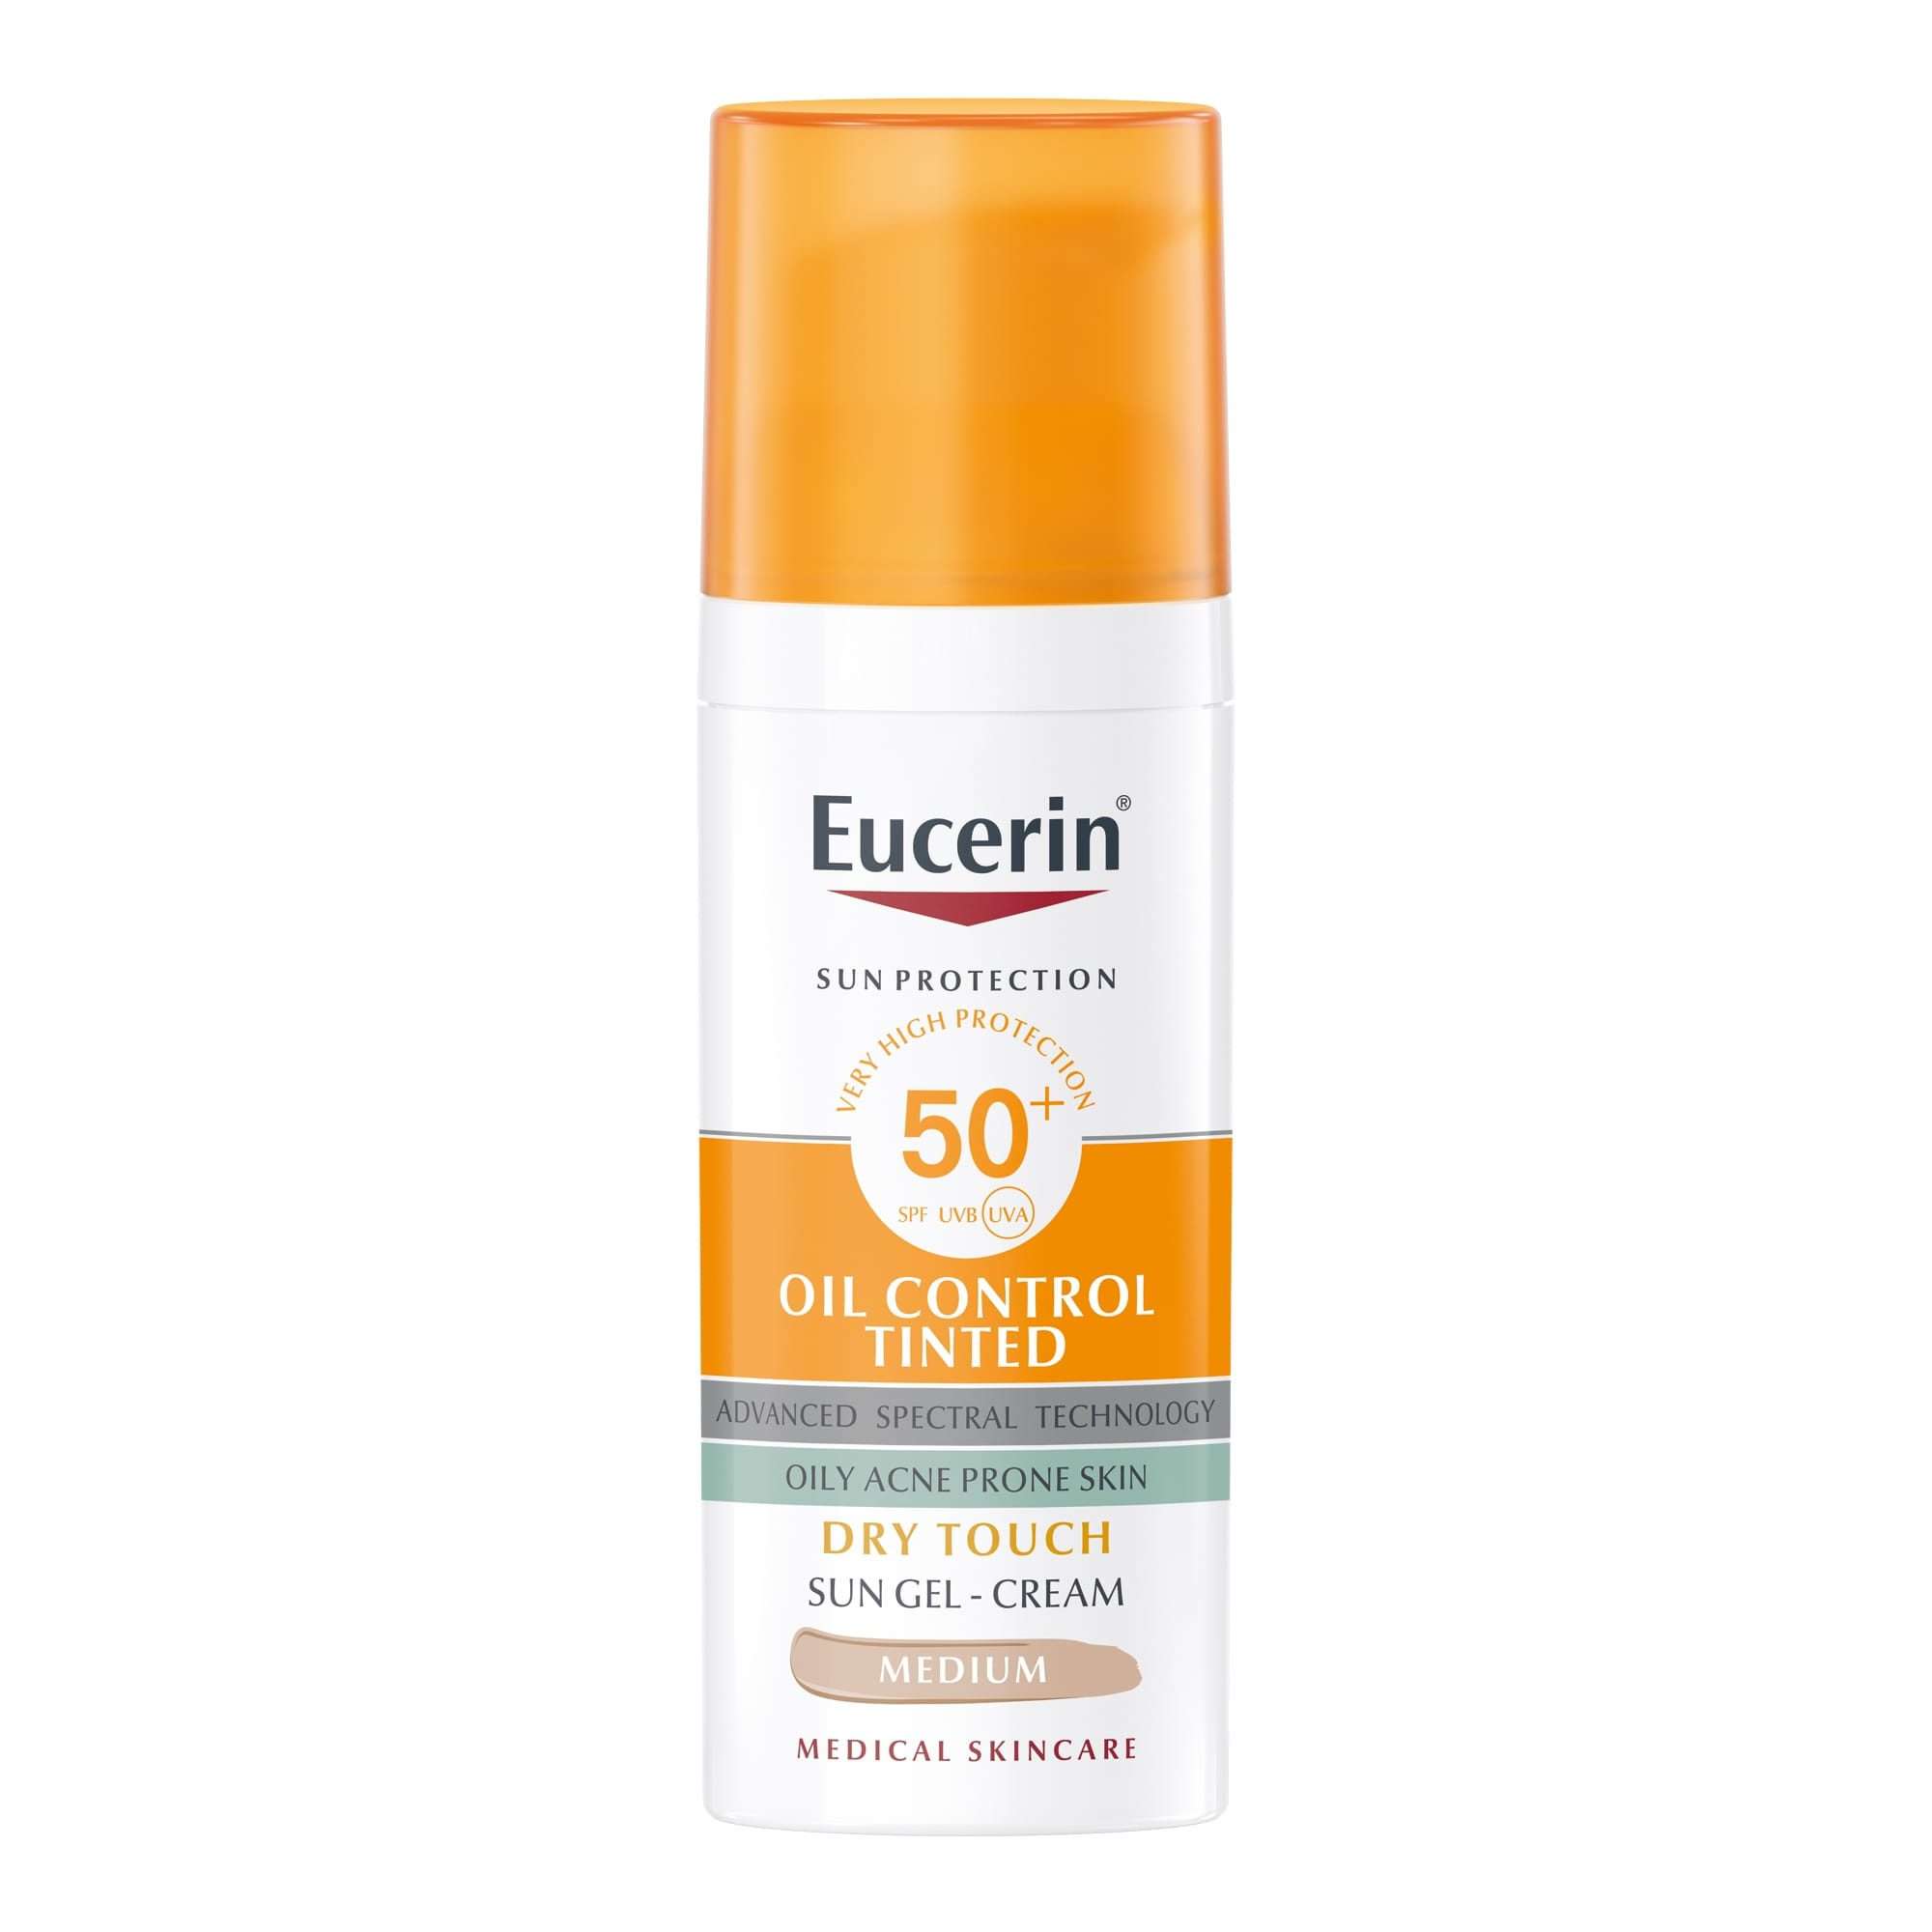 Eucerin®
SUN PROTECTION
VERY HIGH PROTECTION
50+
SPF UVB UVA
OIL CONTROL
TINTED
ADVANCED SPECTRAL TECHNOLOGY
OILY ACNE PRONE SKIN
DRY TOUCH
SUN GEL - CREAM
MEDIUM
MEDICAL SKINCARE